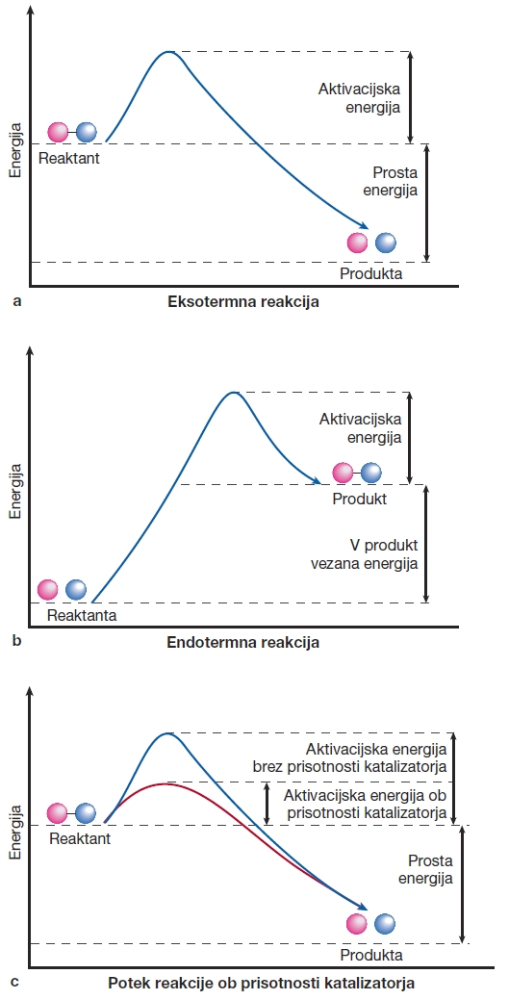 Energija
Aktivacijska
energija
Reaktant
Prosta
energija
Produkta
a
Eksotermna reakcija
Energija
Aktivacijska
energija
Produkt
V produkt
vezana energija
Reaktanta
b
Endotermna reakcija
Energija
Aktivacijska energija
brez prisotnosti katalizatorja
Aktivacijska energija ob
prisotnosti katalizatorja
Reaktant
Prosta
energija
Produkta
c
Potek reakcije ob prisotnosti katalizatorja